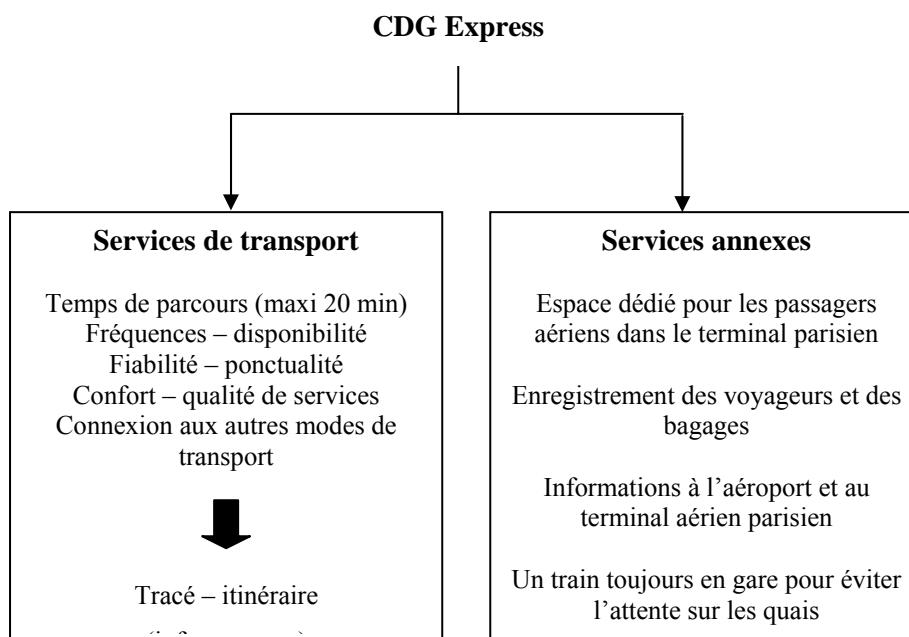 CDG Express
Services de transport
Temps de parcours (maxi 20 min)
Fréquences – disponibilité
Fiabilité – ponctualité
Confort – qualité de services
Connexion aux autres modes de
transport
Tracé – itinéraire
Services annexes
Espace dédié pour les passagers
aériens dans le terminal parisien
Enregistrement des voyageurs et des
bagages
Informations à l’aéroport et au
terminal aérien parisien
Un train toujours en gare pour éviter
l’attente sur les quais